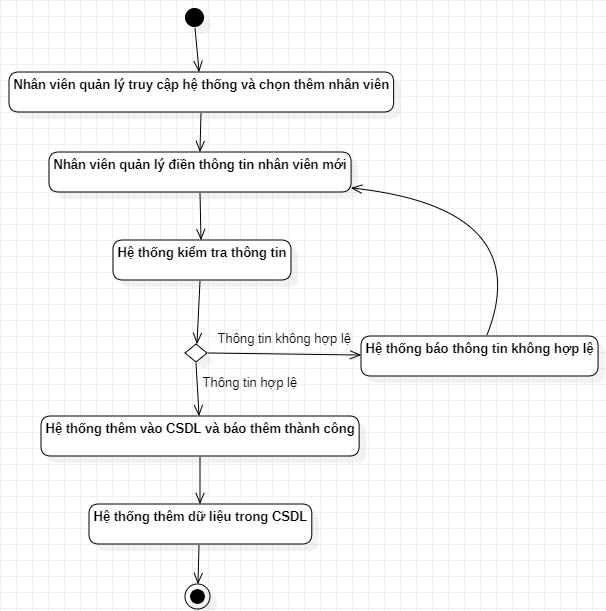 Nhân viên quản lý truy cập hệ thống và chọn thêm nhân viên
Nhân viên quản lý điền thông tin nhân viên mới
Hệ thống kiểm tra thông tin
Thông tin không hợp lệ
Hệ thống báo thông tin không hợp lệ
Thông tin hợp lệ
Hệ thống thêm vào CSDL và báo thêm thành công
Hệ thống thêm dữ liệu trong CSDL